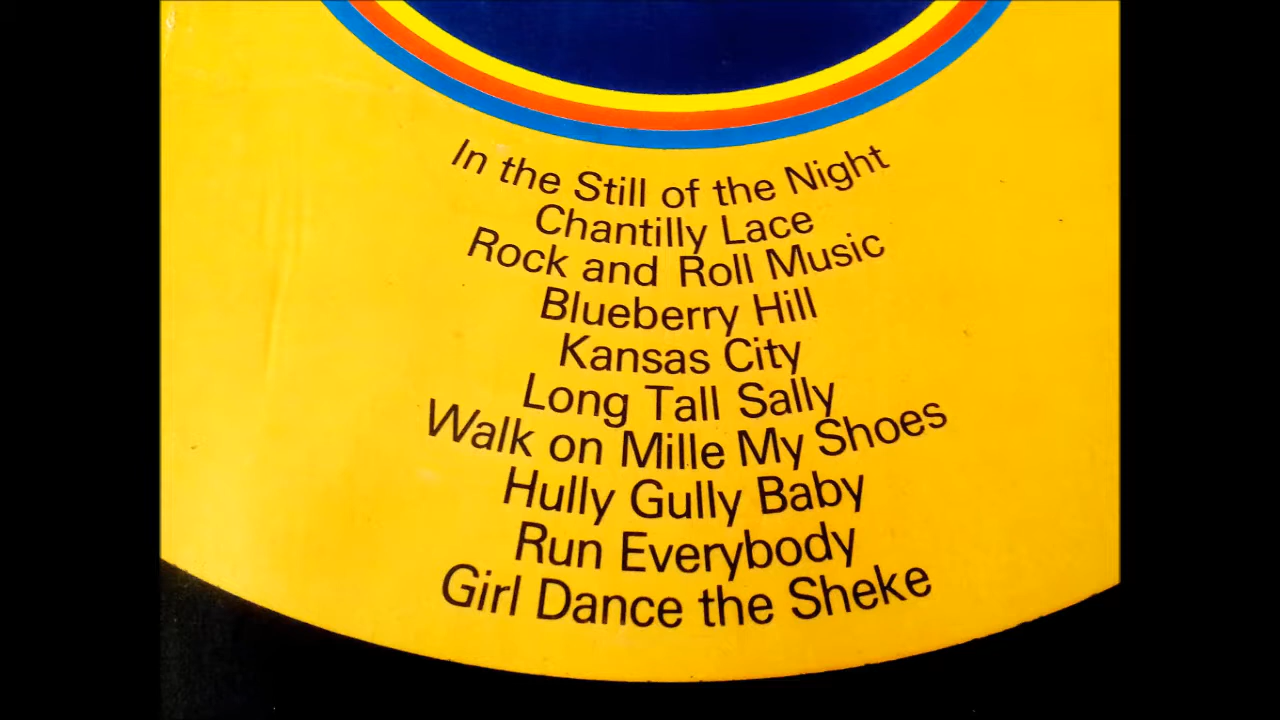 In the Still of the Night
Chantilly Lace
Rock and Roll Music
Blueberry Hill
Kansas City
Long Tall Sally
Walk on Mille My Shoes
Hully Gully Baby
Run Everybody
Girl Dance the Sheke